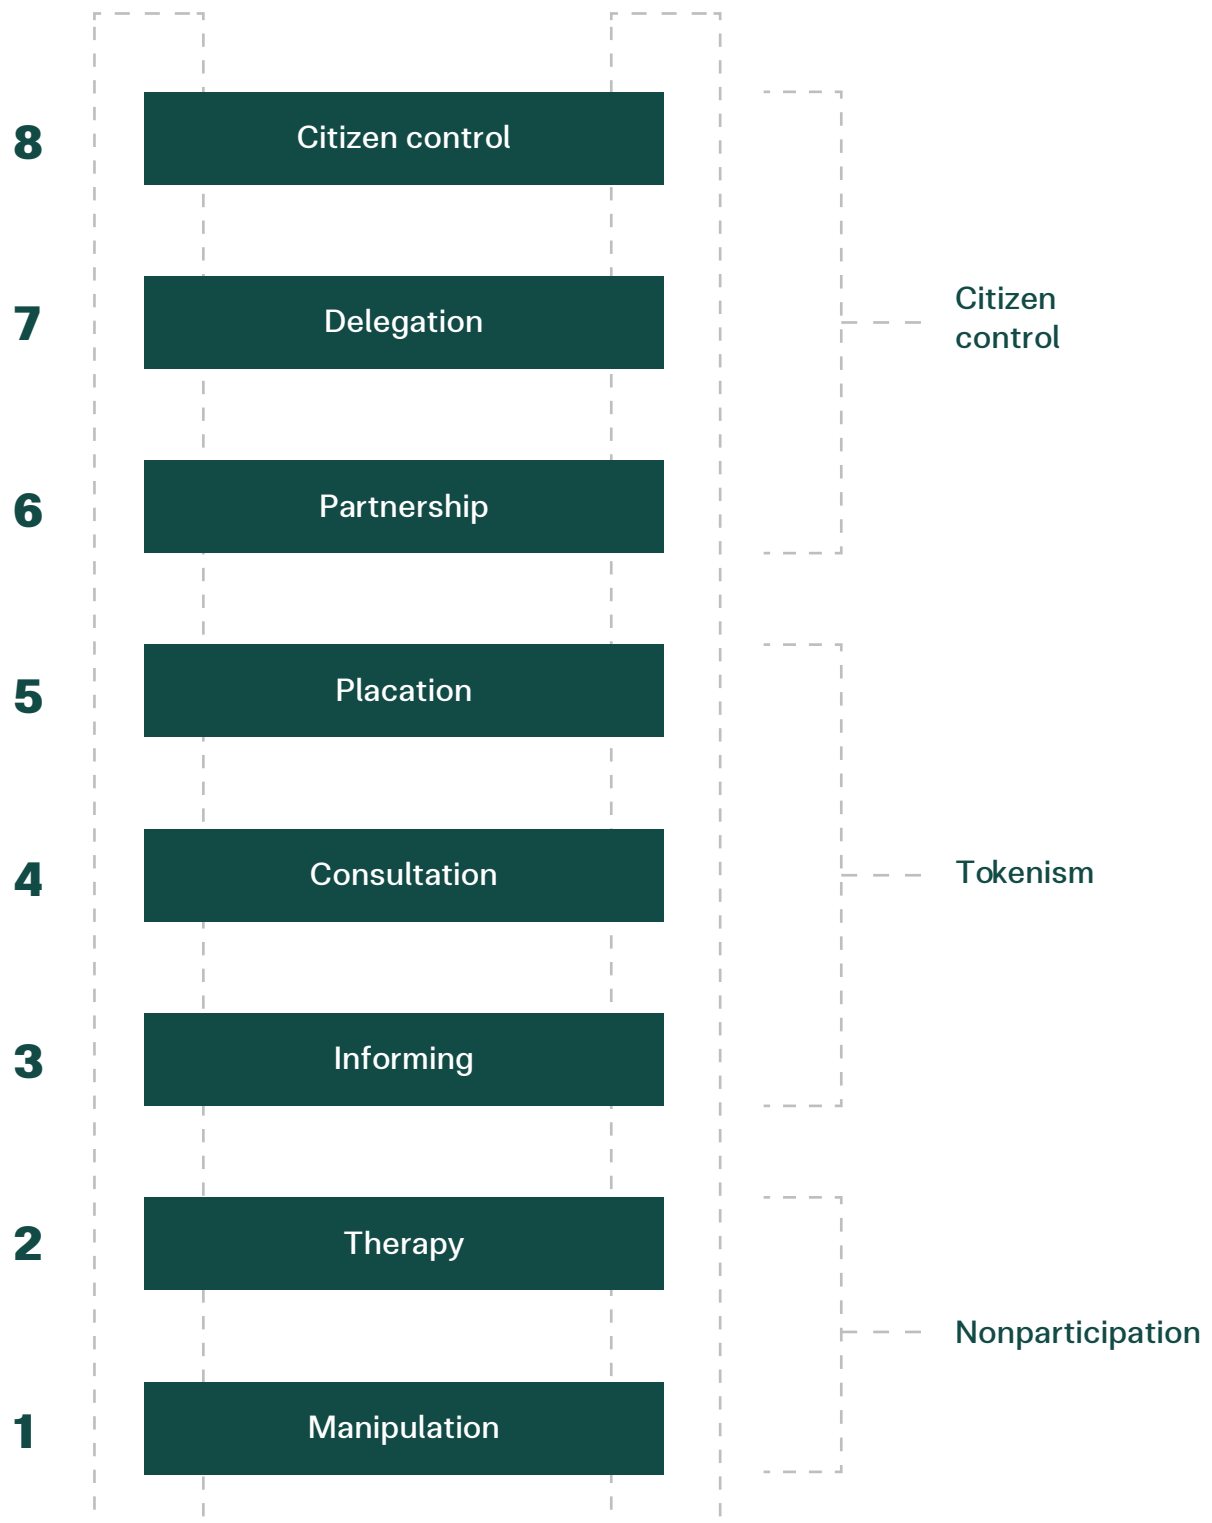 8
Citizen control
7
Delegation
Citizen
control
6
Partnership
5
Placation
4
Consultation
Tokenism
3
Informing
2
Therapy
Nonparticipation
1
Manipulation